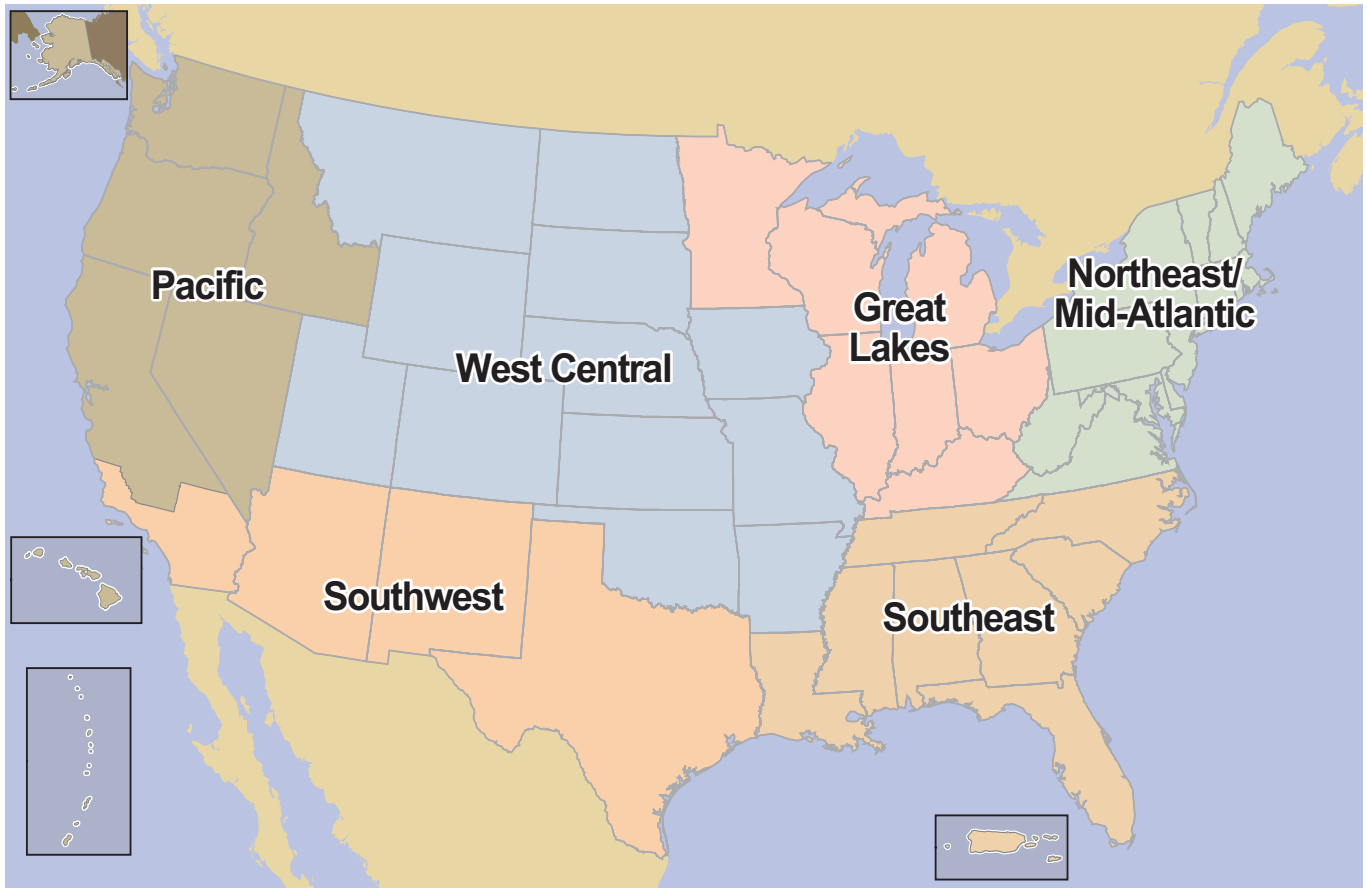 Pacific
West Central
Great
Lakes
Northeast/
Mid-Atlantic
Southwest
Southeast